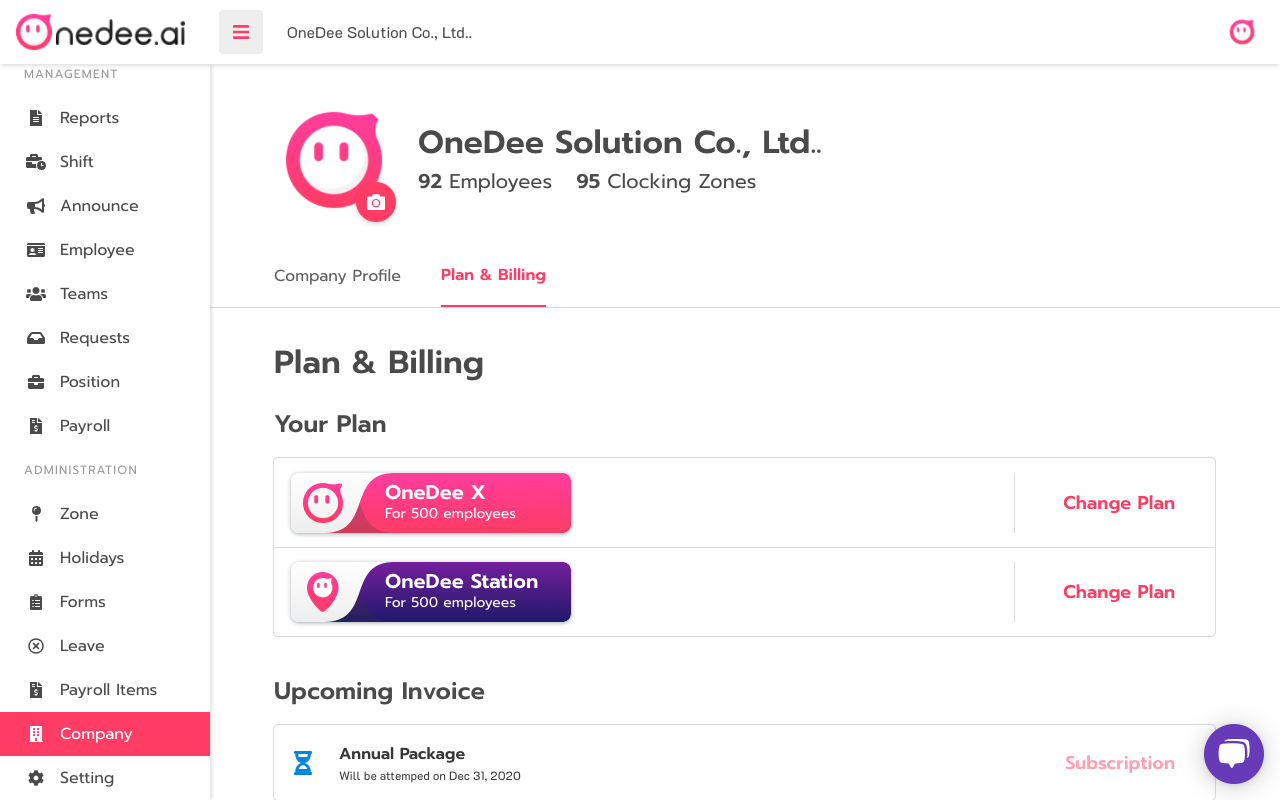 Onedee.ai
OneDee Solution Co., Ltd..
MANAGEMENT
Reports
Shift
Announce
Employee
Teams
Requests
Position
Payroll
ADMINISTRATION
Zone
Holidays
Forms
Leave
Payroll Items
Company
Setting
OneDee Solution Co., Ltd..
92 Employees 95 Clocking Zones
Company Profile Plan & Billing
Plan & Billing
Your Plan
OneDee X
For 500 employees
Change Plan
OneDee Station
For 500 employees
Change Plan
Upcoming Invoice
Annual Package
Will be attemped on Dec 31, 2020
Subscription